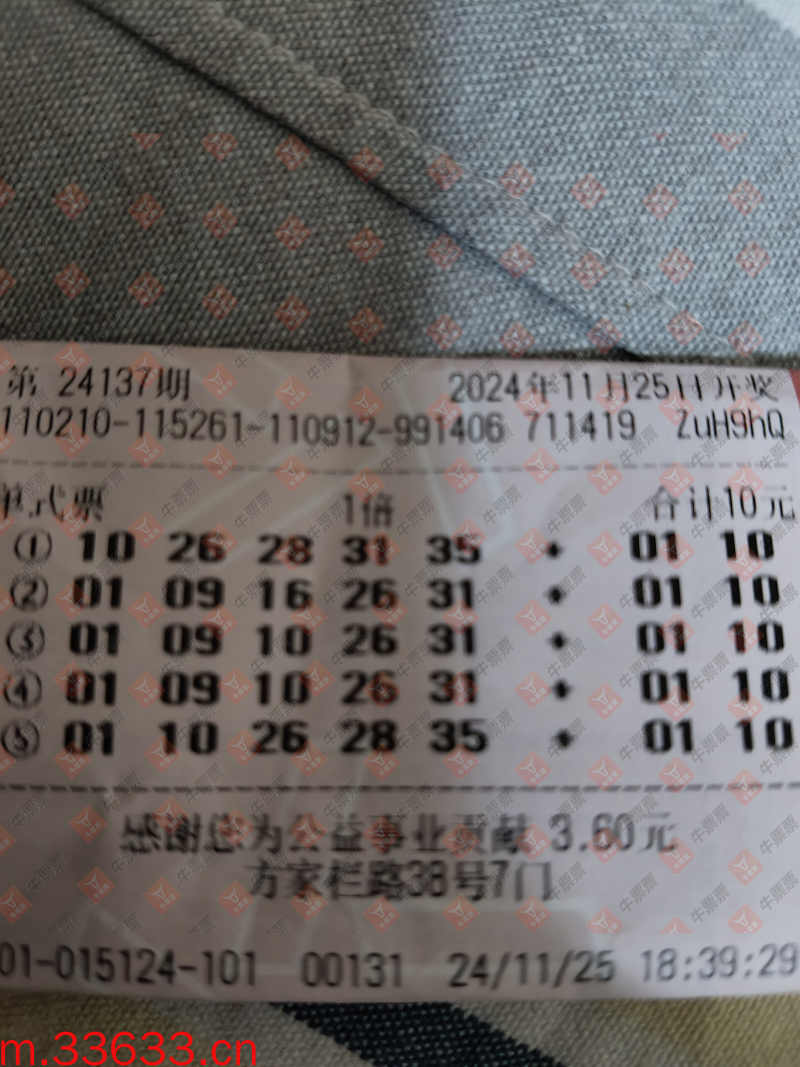 第 24137期 2024年11月25日开奖
110210-115261-110912-991406 711419 ZuH9hQ
单式票 1倍 合计10元
① 10 26 28 31 35 + 01 10
② 01 09 16 26 31 + 01 10
③ 01 09 10 26 31 + 01 10
④ 01 09 10 26 31 + 01 10
⑤ 01 10 26 28 35 + 01 10
感谢您为公益事业贡献 3.60元
方家栏路38号7门
01-015124-101 00131 24/11/25 18:39:29
m.33633.cn
牛票票